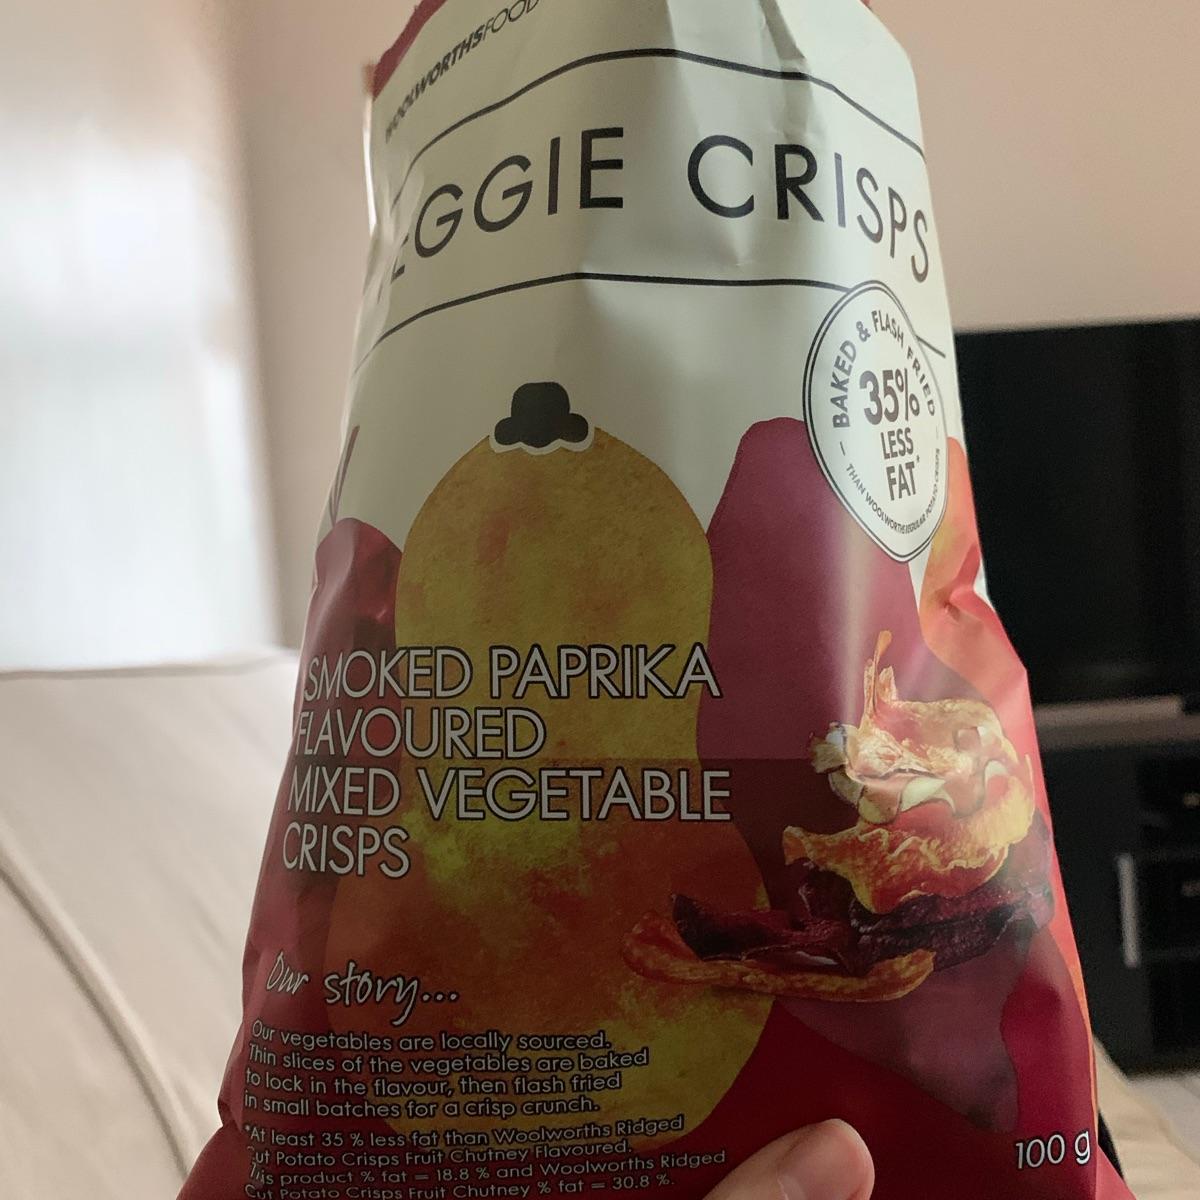 WOOLWORTHSFOOD
VEGGIE CRISPS
BAKED & FLASH FRIED
35%
LESS
FAT*
THAN WOOLWORTHS REGULAR POTATO CRISPS
SMOKED PAPRIKA
FLAVOURED
MIXED VEGETABLE
CRISPS
Our story...
Our vegetables are locally sourced.
Thin slices of the vegetables are baked
to lock in the flavour, then flash fried
in small batches for a crisp crunch.
*At least 35 % less fat than Woolworths Ridged
Cut Potato Crisps Fruit Chutney Flavoured.
This product % fat = 18.8 % and Woolworths Ridged
Cut Potato Crisps Fruit Chutney % fat = 30.8 %.
100 g